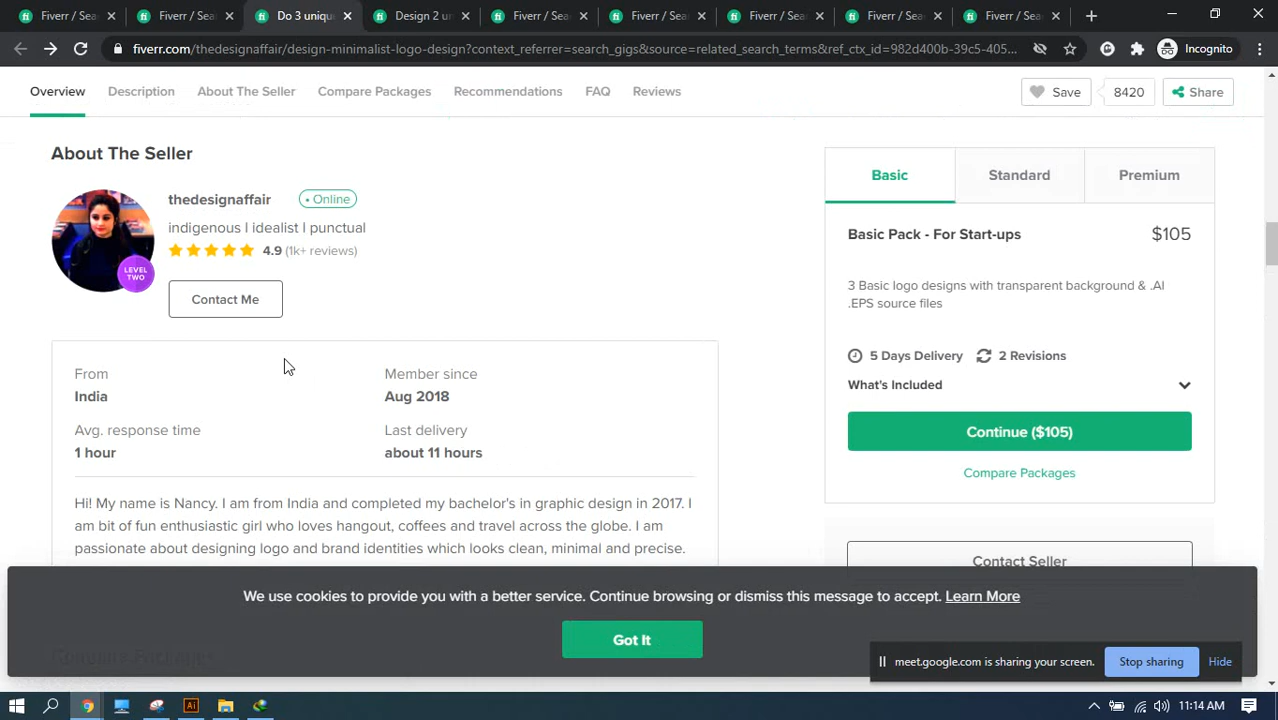 Fiverr / Sea
Fiverr / Sea
Do 3 uniqu
Design 2 un
Fiverr / Sea
Fiverr / Sea
Fiverr / Sea
Fiverr / Sea
Fiverr / Sea
fiverr.com/thedesignaffair/design-minimalist-logo-design?context_referrer=search_gigs&source=related_search_terms&ref_ctx_id=982d400b-39c5-405...
Incognito
Overview
Description
About The Seller
Compare Packages
Recommendations
FAQ
Reviews
Save
8420
Share
About The Seller
thedesignaffair
• Online
indigenous I idealist I punctual
4.9 (1k+ reviews)
LEVEL
TWO
Contact Me
From
India
Member since
Aug 2018
Avg. response time
1 hour
Last delivery
about 11 hours
Hi! My name is Nancy. I am from India and completed my bachelor's in graphic design in 2017. I
am bit of fun enthusiastic girl who loves hangout, coffees and travel across the globe. I am
passionate about designing logo and brand identities which looks clean, minimal and precise.
Basic
Standard
Premium
Basic Pack - For Start-ups
$105
3 Basic logo designs with transparent background & .AI
.EPS source files
5 Days Delivery
2 Revisions
What's Included
Continue ($105)
Compare Packages
Contact Seller
We use cookies to provide you with a better service. Continue browsing or dismiss this message to accept. Learn More
Got It
Compare Packages
meet.google.com is sharing your screen.
Stop sharing
Hide
Ai
11:14 AM